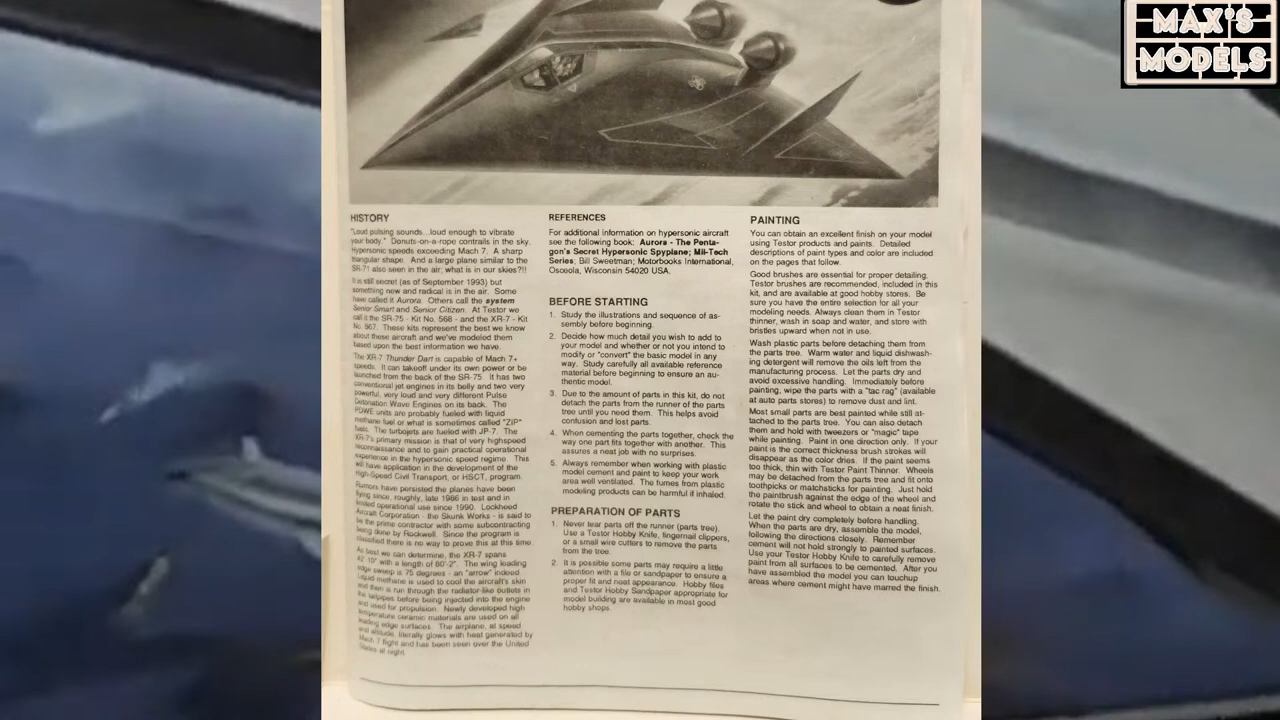 MAX'S
MODELS
HISTORY
"Loud pulsing sounds...loud enough to vibrate
your body." Donuts-on-a-rope contrails in the sky.
Hypersonic speeds exceeding Mach 7. A sharp
triangular shape. And a large plane similar to the
SR-71 also seen in the air; what is in our skies?!!
It is still secret (as of September 1993) but
something new and radical is in the air. Some
have called it Aurora. Others call the system
Senior Smart and Senior Citizen. At Testor we
call it the SR-75 - Kit No. 568 - and the XR-7 - Kit
No. 567. These kits represent the best we know
about these aircraft and we've modeled them
based upon the best information we have.
The XR-7 Thunder Dart is capable of Mach 7+
speeds. It can takeoff under its own power or be
launched from the back of the SR-75. It has two
conventional jet engines in its belly and two very
powerful, very loud and very different Pulse
Detonation Wave Engines on its back. The
PDWE units are probably fueled with liquid
methane fuel or what is sometimes called "ZIP"
fuels. The turbojets are fueled with JP-7. The
XR-7's primary mission is that of very highspeed
reconnaissance and to gain practical operational
experience in the hypersonic speed regime. This
will have application in the development of the
High-Speed Civil Transport, or HSCT, program.
Rumors have persisted the planes have been
flying since, roughly, late 1986 in test and in
limited operational use since 1990. Lockheed
Aircraft Corporation - the Skunk Works - is said to
be the prime contractor with some subcontracting
being done by Rockwell. Since the program is
classified there is no way to prove this at this time.
As best we can determine, the XR-7 spans
42'-10" with a length of 80'-2". The wing leading
edge sweep is 75 degrees - an "arrow" indeed.
Liquid methane is used to cool the aircraft's skin
and then is run through the radiator-like outlets in
the tailpipes before being injected into the engine
and used for propulsion. Newly developed high
temperature ceramic materials are used on all
leading edge surfaces. The airplane, at speed
and altitude, literally glows with heat generated by
Mach 7 flight and has been seen over the United
States at night.
REFERENCES
For additional information on hypersonic aircraft
see the following book: Aurora - The Penta-
gon's Secret Hypersonic Spyplane; Mil-Tech
Series; Bill Sweetman; Motorbooks International,
Osceola, Wisconsin 54020 USA.
BEFORE STARTING
1. Study the illustrations and sequence of as-
sembly before beginning.
2. Decide how much detail you wish to add to
your model and whether or not you intend to
modify or "convert" the basic model in any
way. Study carefully all available reference
material before beginning to ensure an au-
thentic model.
3. Due to the amount of parts in this kit, do not
detach the parts from the runner of the parts
tree until you need them. This helps avoid
confusion and lost parts.
4. When cementing the parts together, check the
way one part fits together with another. This
assures a neat job with no surprises.
5. Always remember when working with plastic
model cement and paint to keep your work
area well ventilated. The fumes from plastic
modeling products can be harmful if inhaled.
PREPARATION OF PARTS
1. Never tear parts off the runner (parts tree).
Use a Testor Hobby Knife, fingernail clippers,
or a small wire cutters to remove the parts
from the tree.
2. It is possible some parts may require a little
attention with a file or sandpaper to ensure a
proper fit and neat appearance. Hobby files
and Testor Hobby Sandpaper appropriate for
model building are available in most good
hobby shops.
PAINTING
You can obtain an excellent finish on your model
using Testor products and paints. Detailed
descriptions of paint types and color are included
on the pages that follow.
Good brushes are essential for proper detailing.
Testor brushes are recommended, included in this
kit, and are available at good hobby stores. Be
sure you have the entire selection for all your
modeling needs. Always clean them in Testor
thinner, wash in soap and water, and store with
bristles upward when not in use.
Wash plastic parts before detaching them from
the parts tree. Warm water and liquid dishwash-
ing detergent will remove the oils left from the
manufacturing process. Let the parts dry and
avoid excessive handling. Immediately before
painting, wipe the parts with a "tac rag" (available
at auto parts stores) to remove dust and lint.
Most small parts are best painted while still at-
tached to the parts tree. You can also detach
them and hold with tweezers or "magic" tape
while painting. Paint in one direction only. If your
paint is the correct thickness brush strokes will
disappear as the color dries. If the paint seems
too thick, thin with Testor Paint Thinner. Wheels
may be detached from the parts tree and fit onto
toothpicks or matchsticks for painting. Just hold
the paintbrush against the edge of the wheel and
rotate the stick and wheel to obtain a neat finish.
Let the paint dry completely before handling.
When the parts are dry, assemble the model,
following the directions closely. Remember
cement will not hold strongly to painted surfaces.
Use your Testor Hobby Knife to carefully remove
paint from all surfaces to be cemented. After you
have assembled the model you can touchup
areas where cement might have marred the finish.